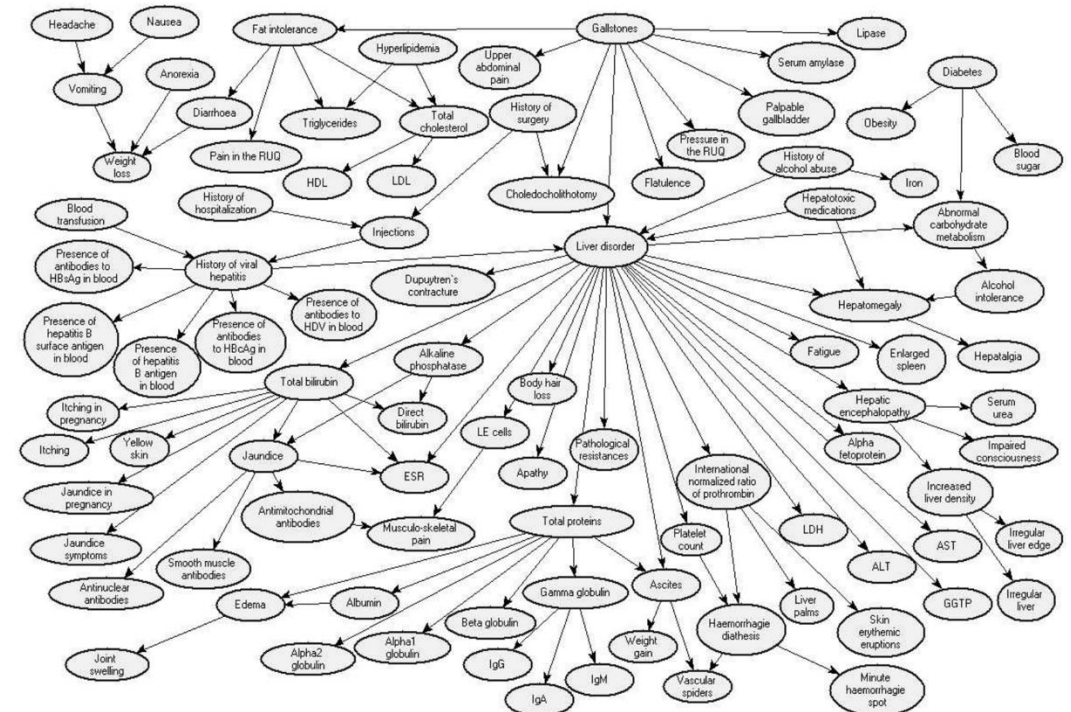 Headache
Nausea
Fat intolerance
Gallstones
Lipase
Hyperlipidemia
Upper
abdominal
pain
Serum amylase
Vomiting
Anorexia
Diabetes
Diarrhoea
Triglycerides
Total
cholesterol
History of
surgery
Palpable
gallbladder
Obesity
Weight
loss
Pain in the RUQ
HDL
LDL
Pressure in
the RUQ
Flatulence
History of
alcohol abuse
Iron
Blood
sugar
Choledocholithotomy
Blood
transfusion
History of
hospitalization
Injections
Hepatotoxic
medications
Abnormal
carbohydrate
metabolism
Liver disorder
Presence of
antibodies to
HBsAg in blood
History of viral
hepatitis
Dupuytren`s
contracture
Alcohol
intolerance
Presence of
hepatitis B
surface antigen
in blood
Presence
of hepatitis
B antigen
in blood
Presence of
antibodies
to HBcAg in
blood
Presence of
antibodies to
HDV in blood
Hepatomegaly
Alkaline
phosphatase
Fatigue
Enlarged
spleen
Hepatalgia
Total bilirubin
Body hair
loss
Itching in
pregnancy
Direct
bilirubin
Hepatic
encephalopathy
Serum
urea
Itching
Yellow
skin
Jaundice
LE cells
Pathological
resistances
Alpha
fetoprotein
Impaired
consciousness
ESR
Apathy
International
normalized ratio
of prothrombin
Jaundice in
pregnancy
Increased
liver density
Antimitochondrial
antibodies
Musculo-skeletal
pain
Total proteins
Platelet
count
LDH
Irregular
liver edge
Jaundice
symptoms
Smooth muscle
antibodies
AST
ALT
Antinuclear
antibodies
Edema
Albumin
Gamma globulin
Ascites
Liver
palms
GGTP
Irregular
liver
Beta globulin
Haemorrhagie
diathesis
Skin
erythemic
eruptions
Joint
swelling
Alpha2
globulin
Alpha1
globulin
IgG
IgA
IgM
Weight
gain
Vascular
spiders
Minute
haemorrhagie
spot